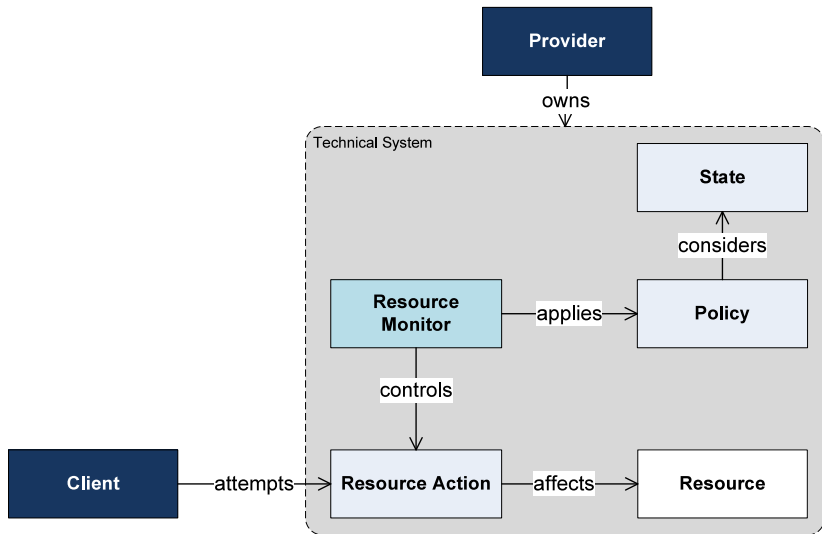 Provider
owns
Technical System
State
considers
Resource
Monitor
applies
Policy
controls
Client
attempts
Resource Action
affects
Resource